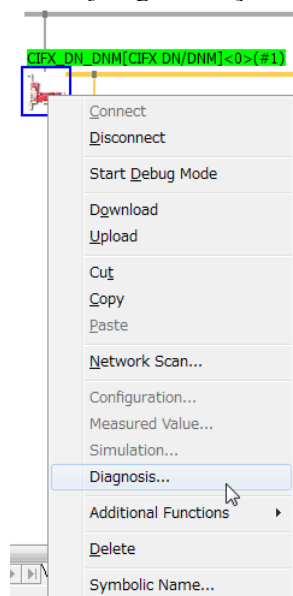 CIFX_DN_DNM[CIFX DN/DNM]<0>(#1)
Connect
Disconnect
Start Debug Mode
Download
Upload
Cut
Copy
Paste
Network Scan...
Configuration...
Measured Value...
Simulation...
Diagnosis...
Additional Functions
Delete
Symbolic Name...